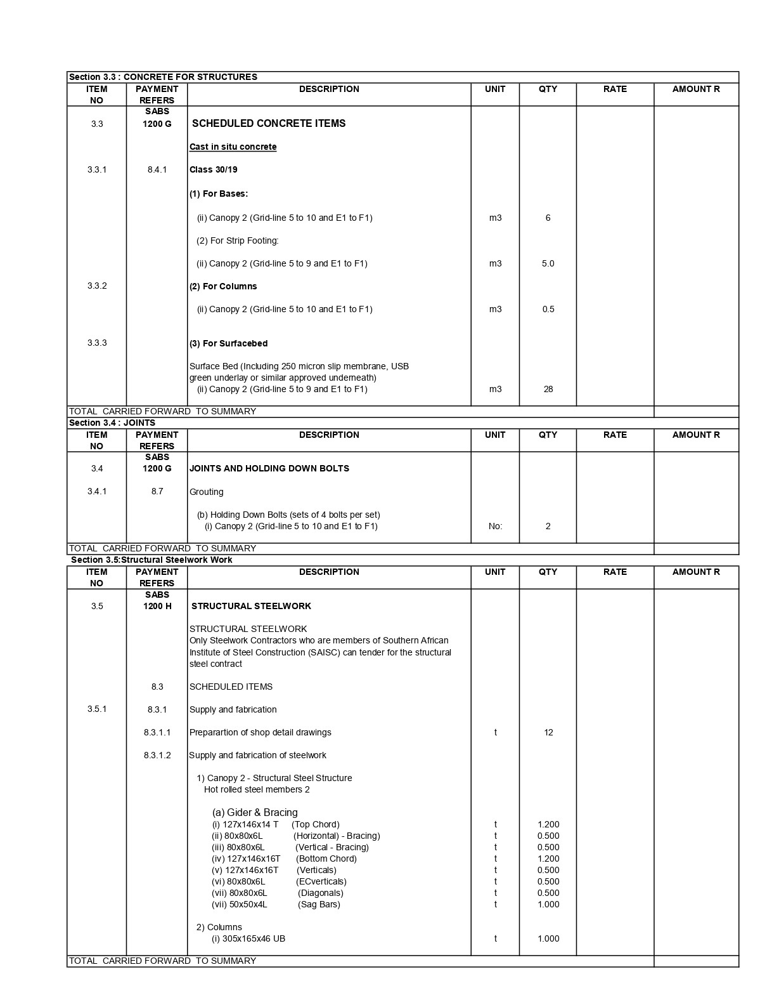 Section 3.3 : CONCRETE FOR STRUCTURES
ITEM NO PAYMENT REFERS DESCRIPTION UNIT QTY RATE AMOUNT R
SABS
3.3 1200 G SCHEDULED CONCRETE ITEMS
Cast in situ concrete
3.3.1 8.4.1 Class 30/19
(1) For Bases:
(ii) Canopy 2 (Grid-line 5 to 10 and E1 to F1) m3 6
(2) For Strip Footing:
(ii) Canopy 2 (Grid-line 5 to 9 and E1 to F1) m3 5.0
3.3.2 (2) For Columns
(ii) Canopy 2 (Grid-line 5 to 10 and E1 to F1) m3 0.5
3.3.3 (3) For Surfacebed
Surface Bed (Including 250 micron slip membrane, USB
green underlay or similar approved underneath)
(ii) Canopy 2 (Grid-line 5 to 9 and E1 to F1) m3 28
TOTAL CARRIED FORWARD TO SUMMARY
Section 3.4 : JOINTS
ITEM NO PAYMENT REFERS DESCRIPTION UNIT QTY RATE AMOUNT R
SABS
3.4 1200 G JOINTS AND HOLDING DOWN BOLTS
3.4.1 8.7 Grouting
(b) Holding Down Bolts (sets of 4 bolts per set)
(i) Canopy 2 (Grid-line 5 to 10 and E1 to F1) No: 2
TOTAL CARRIED FORWARD TO SUMMARY
Section 3.5:Structural Steelwork Work
ITEM NO PAYMENT REFERS DESCRIPTION UNIT QTY RATE AMOUNT R
SABS
3.5 1200 H STRUCTURAL STEELWORK
STRUCTURAL STEELWORK
Only Steelwork Contractors who are members of Southern African
Institute of Steel Construction (SAISC) can tender for the structural
steel contract
8.3 SCHEDULED ITEMS
3.5.1 8.3.1 Supply and fabrication
8.3.1.1 Preparartion of shop detail drawings t 12
8.3.1.2 Supply and fabrication of steelwork
1) Canopy 2 - Structural Steel Structure
Hot rolled steel members 2
(a) Gider & Bracing
(i) 127x146x14 T (Top Chord) t 1.200
(ii) 80x80x6L (Horizontal) - Bracing) t 0.500
(iii) 80x80x6L (Vertical - Bracing) t 0.500
(iv) 127x146x16T (Bottom Chord) t 1.200
(v) 127x146x16T (Verticals) t 0.500
(vi) 80x80x6L (ECverticals) t 0.500
(vii) 80x80x6L (Diagonals) t 0.500
(vii) 50x50x4L (Sag Bars) t 1.000
2) Columns
(i) 305x165x46 UB t 1.000
TOTAL CARRIED FORWARD TO SUMMARY